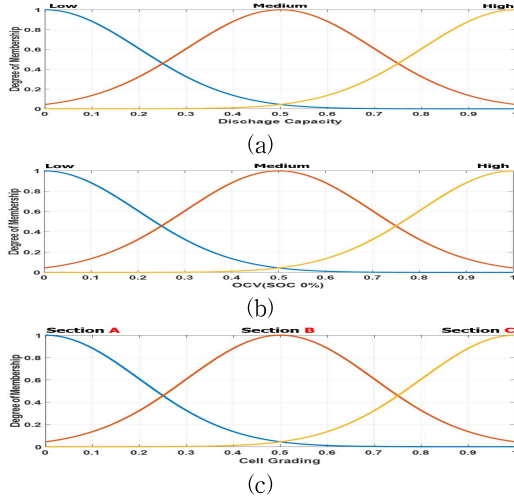 Low Medium High
Degree of Membership
1
0.8
0.6
0.4
0.2
0
0 0.1 0.2 0.3 0.4 0.5 0.6 0.7 0.8 0.9 1
Dischage Capacity
(a)
Low Medium High
Degree of Membership
1
0.8
0.6
0.4
0.2
0
0 0.1 0.2 0.3 0.4 0.5 0.6 0.7 0.8 0.9 1
OCV(SOC 0%)
(b)
Section A Section B Section C
Degree of Membership
1
0.8
0.6
0.4
0.2
0
0 0.1 0.2 0.3 0.4 0.5 0.6 0.7 0.8 0.9 1
Cell Grading
(c)